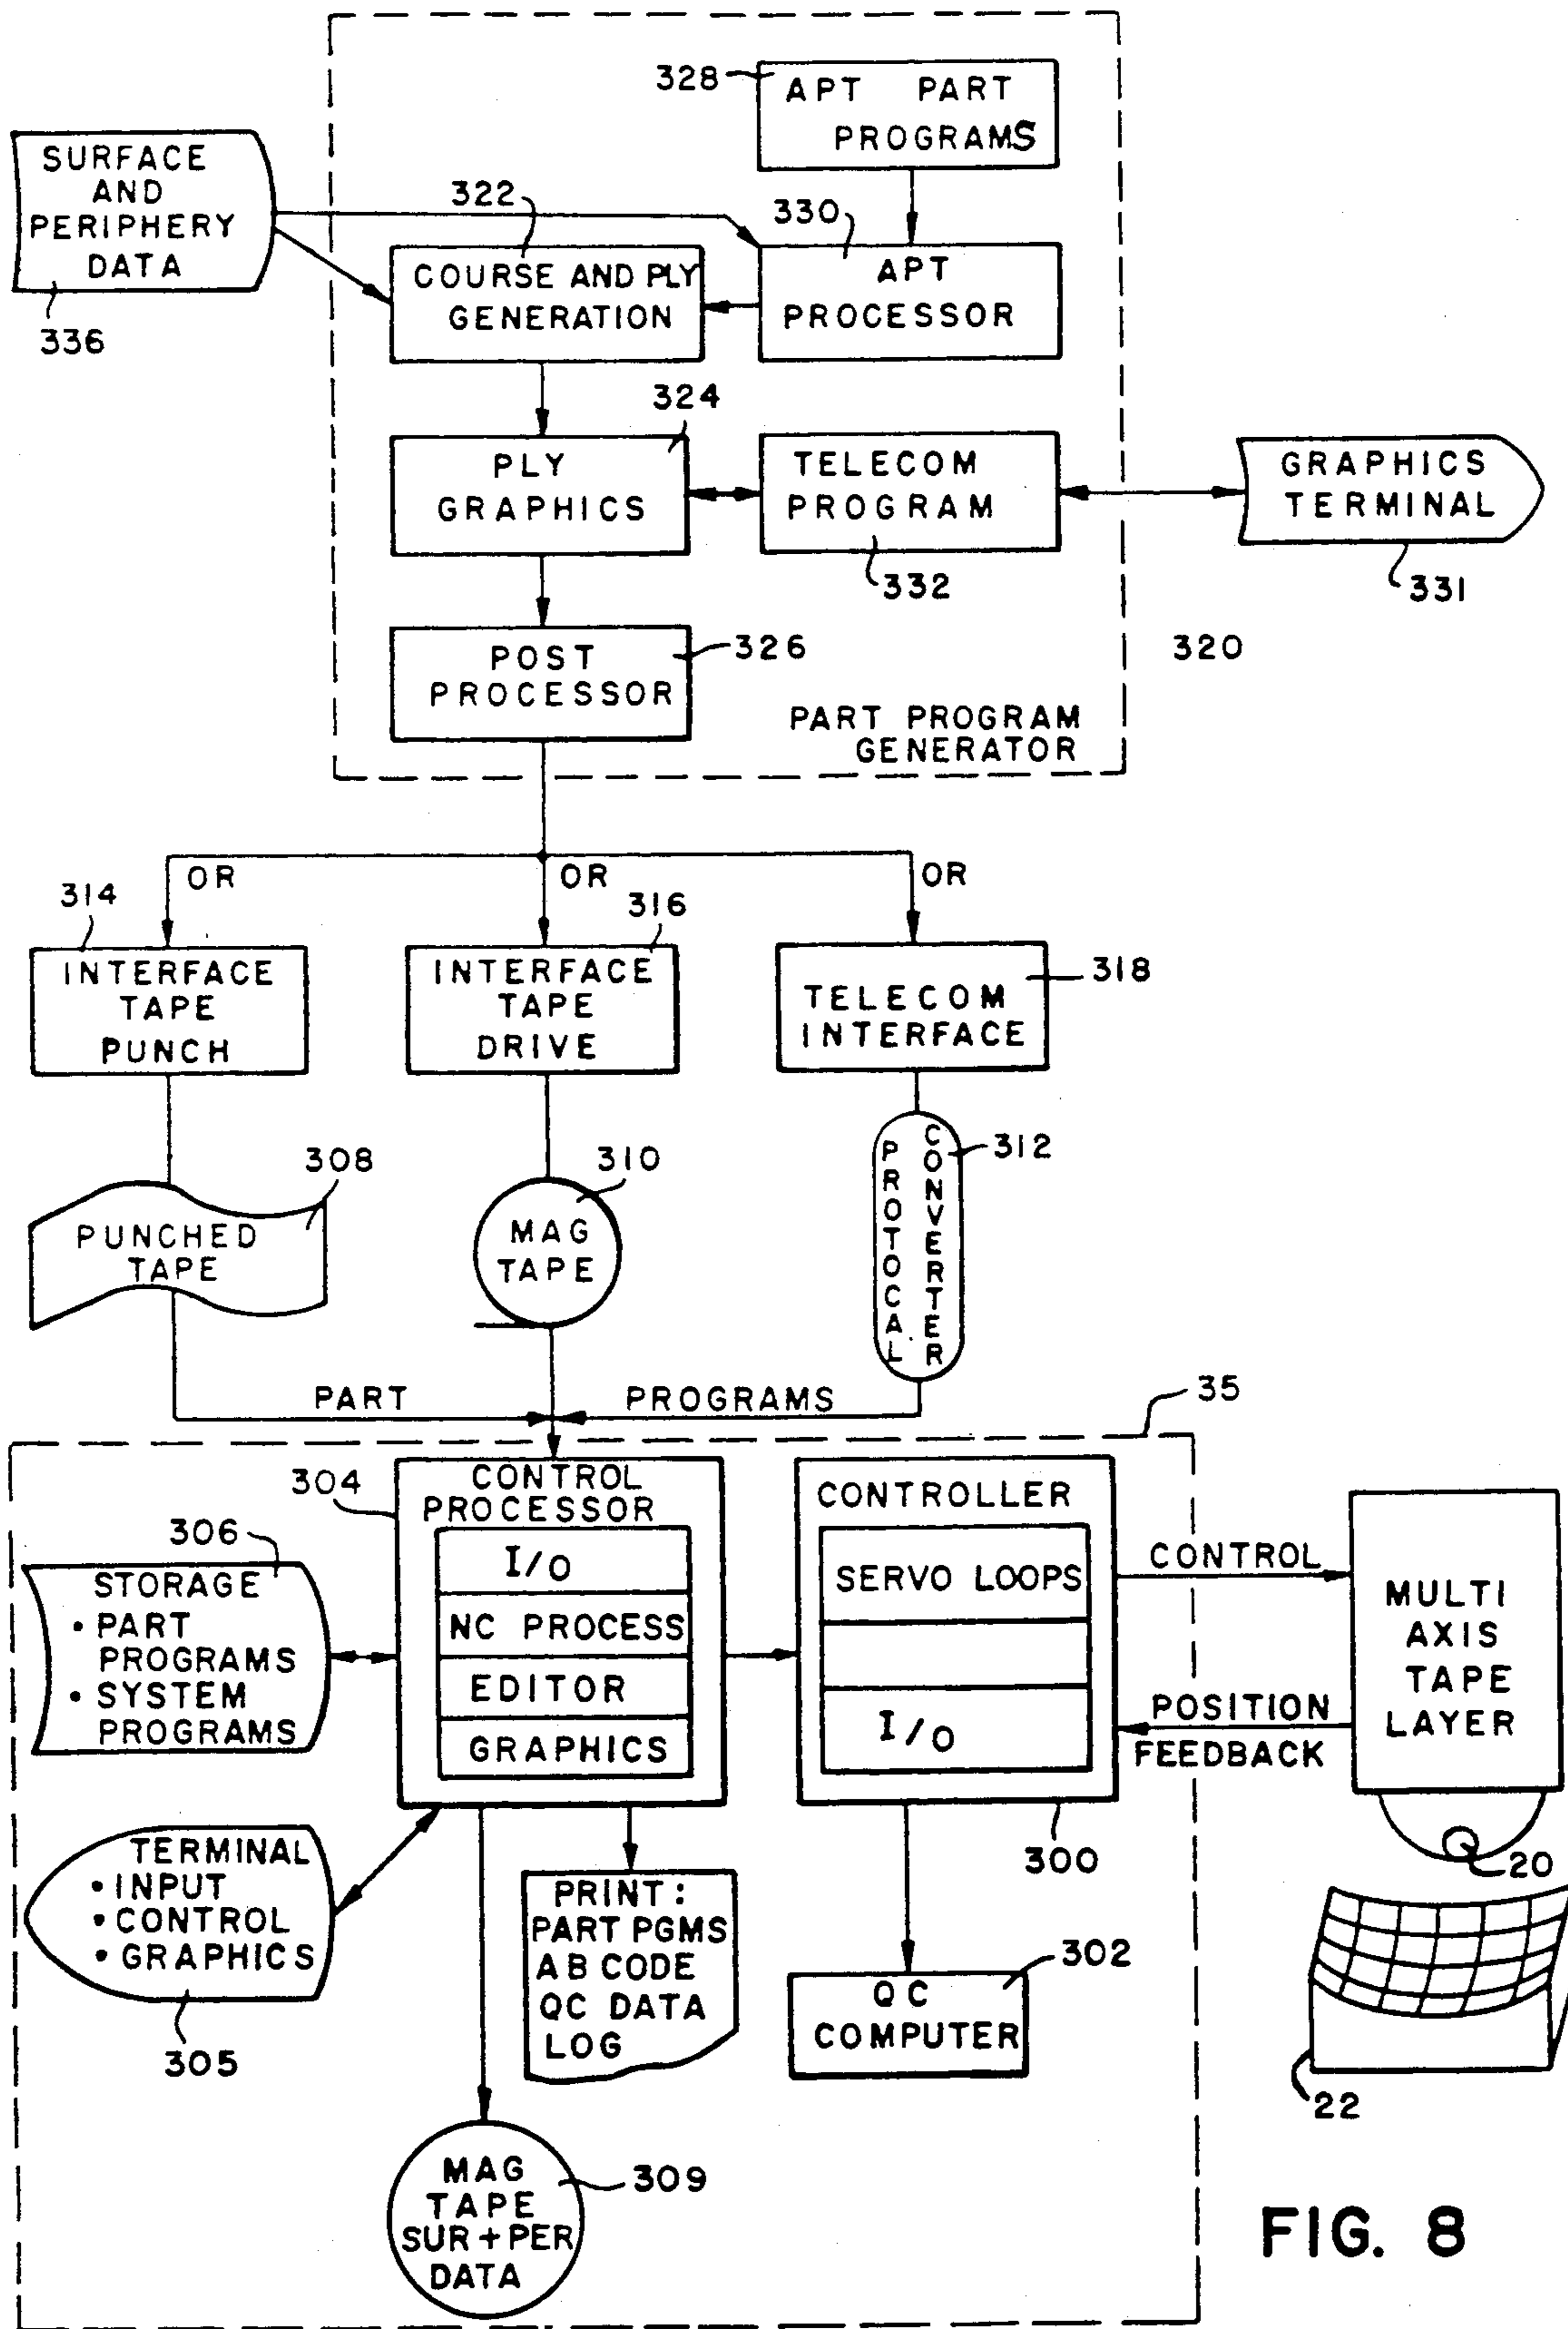 328
APT PART
PROGRAMS
SURFACE
AND
PERIPHERY
DATA
336
322
COURSE AND PLY
GENERATION
330
APT
PROCESSOR
324
PLY
GRAPHICS
TELECOM
PROGRAM
332
GRAPHICS
TERMINAL
331
POST
PROCESSOR
326
320
PART PROGRAM
GENERATOR
OR
OR
OR
314
INTERFACE
TAPE
PUNCH
316
INTERFACE
TAPE
DRIVE
318
TELECOM
INTERFACE
308
PUNCHED
TAPE
310
MAG
TAPE
312
PROTOCAL
CONVERTER
PART
PROGRAMS
35
304
CONTROL
PROCESSOR
I/O
NC PROCESS
EDITOR
GRAPHICS
CONTROLLER
SERVO LOOPS
I/O
300
306
STORAGE
• PART
PROGRAMS
• SYSTEM
PROGRAMS
CONTROL
POSITION
FEEDBACK
MULTI
AXIS
TAPE
LAYER
20
22
TERMINAL
• INPUT
• CONTROL
• GRAPHICS
305
PRINT:
PART PGMS
AB CODE
QC DATA
LOG
302
QC
COMPUTER
309
MAG
TAPE
SUR + PER
DATA
FIG. 8